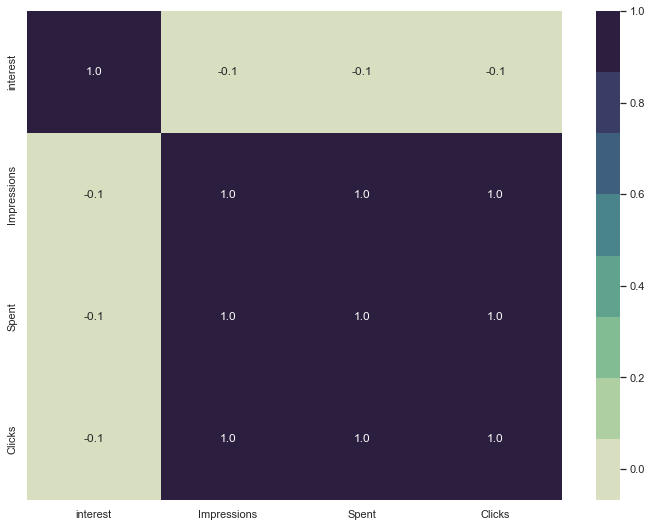 interest 1.0 -0.1 -0.1 -0.1
Impressions -0.1 1.0 1.0 1.0
Spent -0.1 1.0 1.0 1.0
Clicks -0.1 1.0 1.0 1.0
interest Impressions Spent Clicks
1.0
0.8
0.6
0.4
0.2
0.0